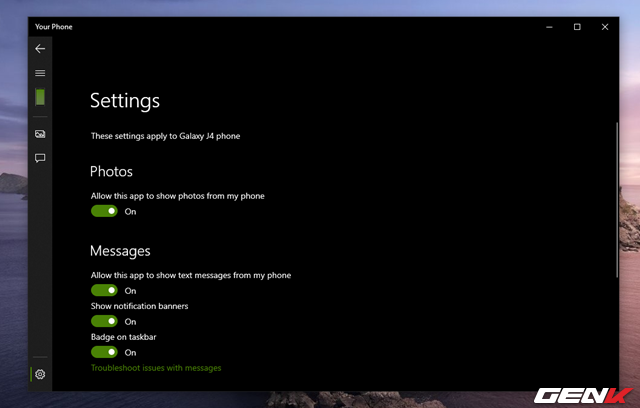 Your Phone
Settings
These settings apply to Galaxy J4 phone
Photos
Allow this app to show photos from my phone
On
Messages
Allow this app to show text messages from my phone
On
Show notification banners
On
Badge on taskbar
On
Troubleshoot issues with messages
GENK